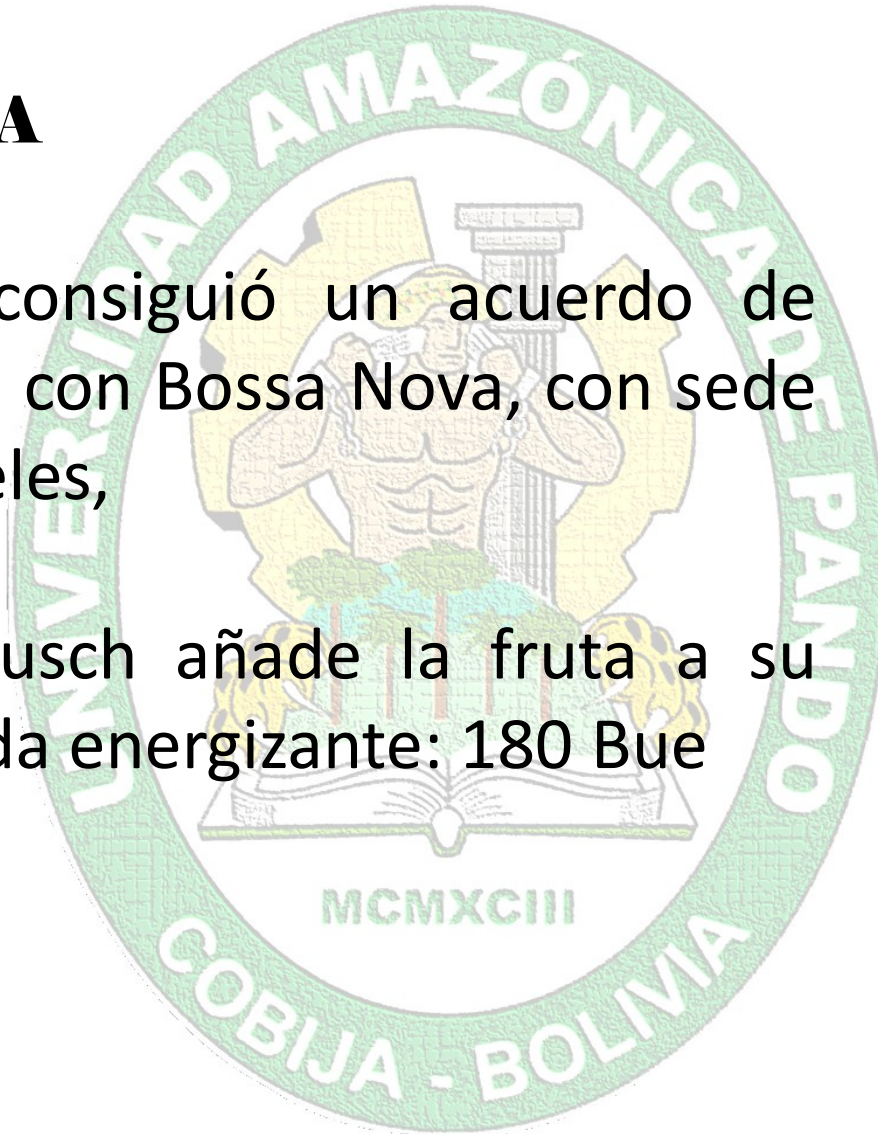 A
consiguió un acuerdo de
con Bossa Nova, con sede
eles,
usch añade la fruta a su
da energizante: 180 Bue
UNIVERSIDAD AMAZÓNICA DE PANDO
MCMXCIII
COBIJA - BOLIVIA